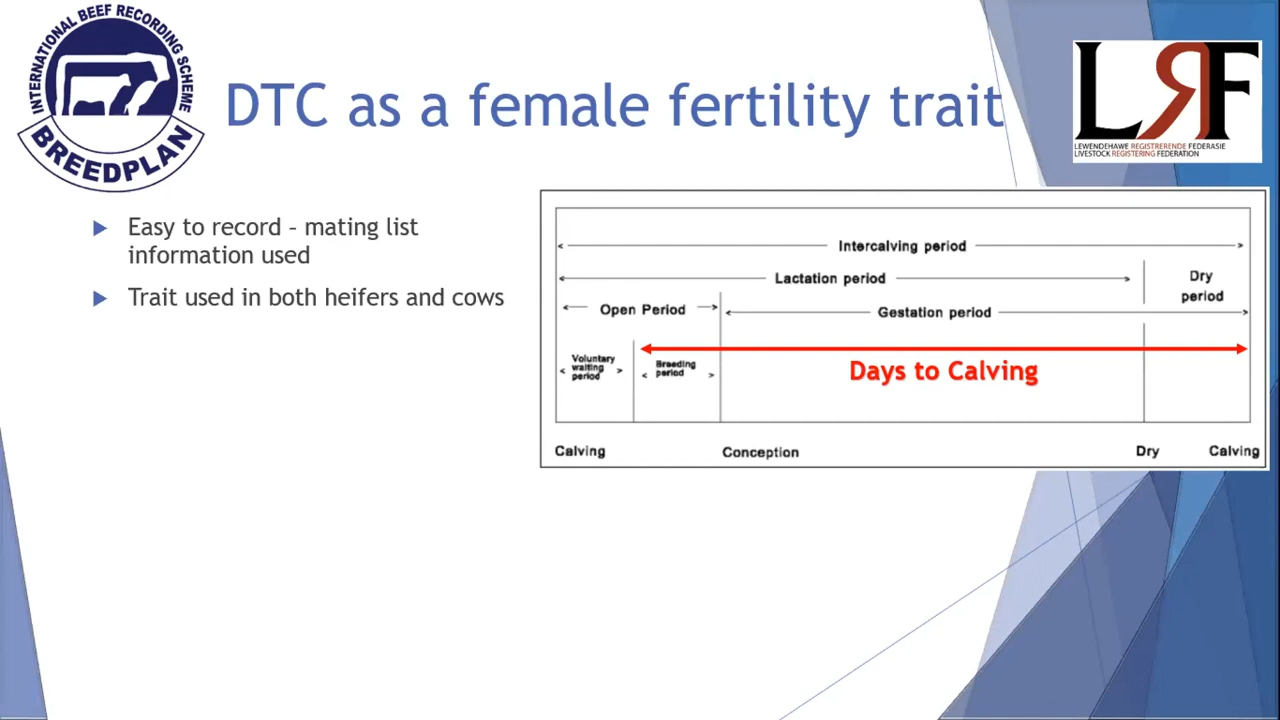 INTERNATIONAL BEEF RECORDING SCHEME
BREEDPLAN
DTC as a female fertility trait
LRF
LEWENDEHAWE REGISTRERENDE FEDERASIE
LIVESTOCK REGISTERING FEDERATION
Easy to record – mating list
information used
Trait used in both heifers and cows
Intercalving period
Lactation period
Dry
period
Open Period
Gestation period
Voluntary
waiting
period
Breeding
period
Days to Calving
Calving
Conception
Dry
Calving